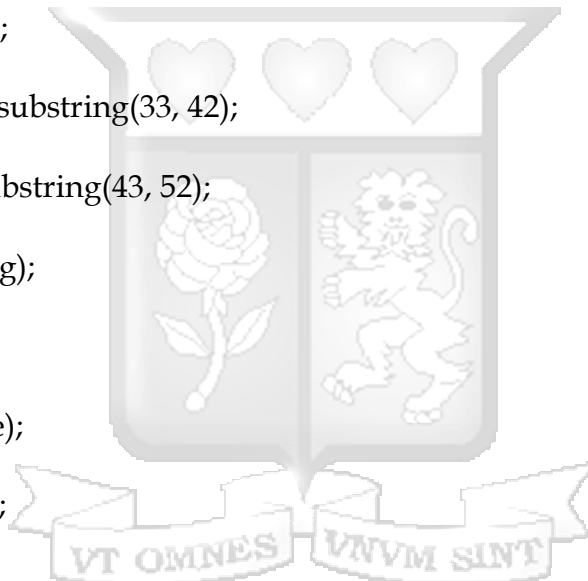 ;
substring(33, 42);
bstring(43, 52);
g);
e);
;
VT OMNES VNVM SINT